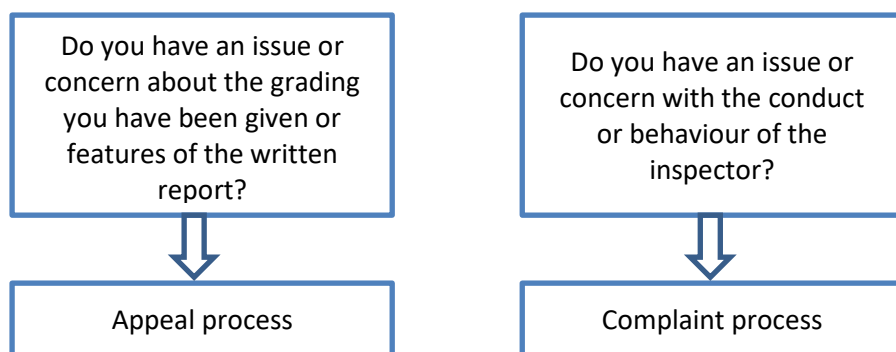 Do you have an issue or
concern about the grading
you have been given or
features of the written
report?
Appeal process
Do you have an issue or
concern with the conduct
or behaviour of the
inspector?
Complaint process